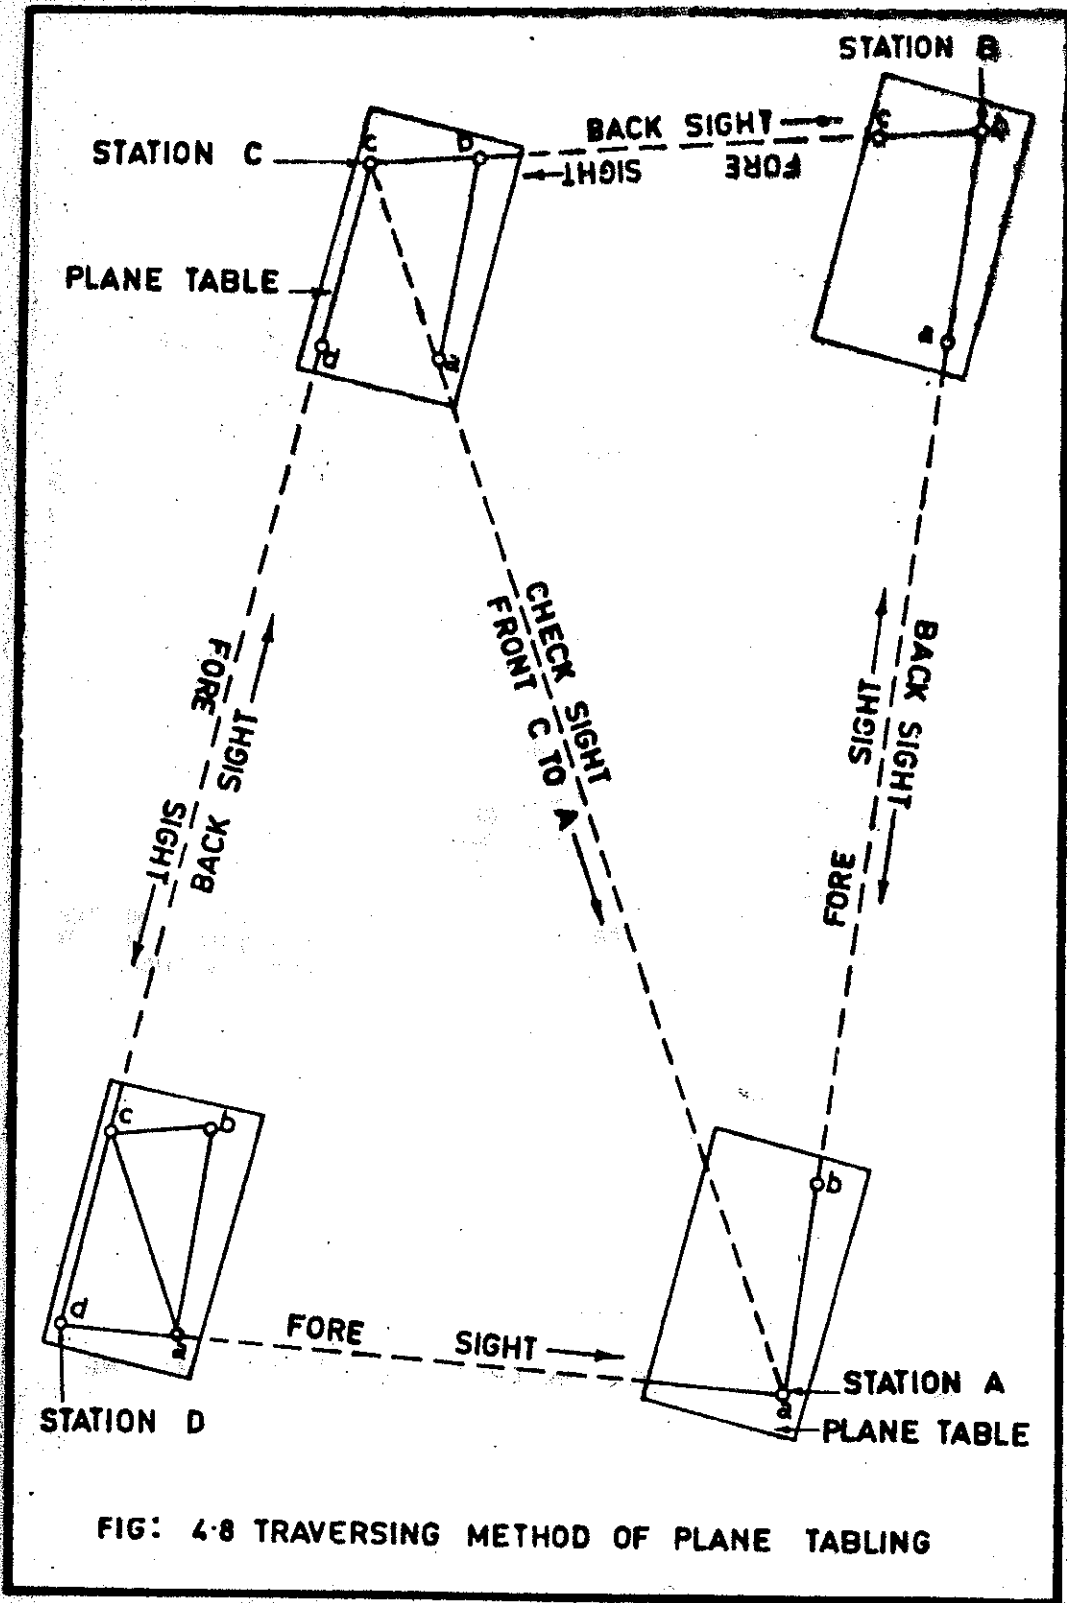 STATION B
STATION C
c
b
BACK SIGHT
FORE SIGHT
c
b
PLANE TABLE
d
a
a
CHECK SIGHT
FRONT C TO A
FORE SIGHT
BACK SIGHT
BACK SIGHT
FORE SIGHT
c
b
b
d
a
FORE SIGHT
STATION A
a
PLANE TABLE
STATION D
FIG: 4·8 TRAVERSING METHOD OF PLANE TABLING